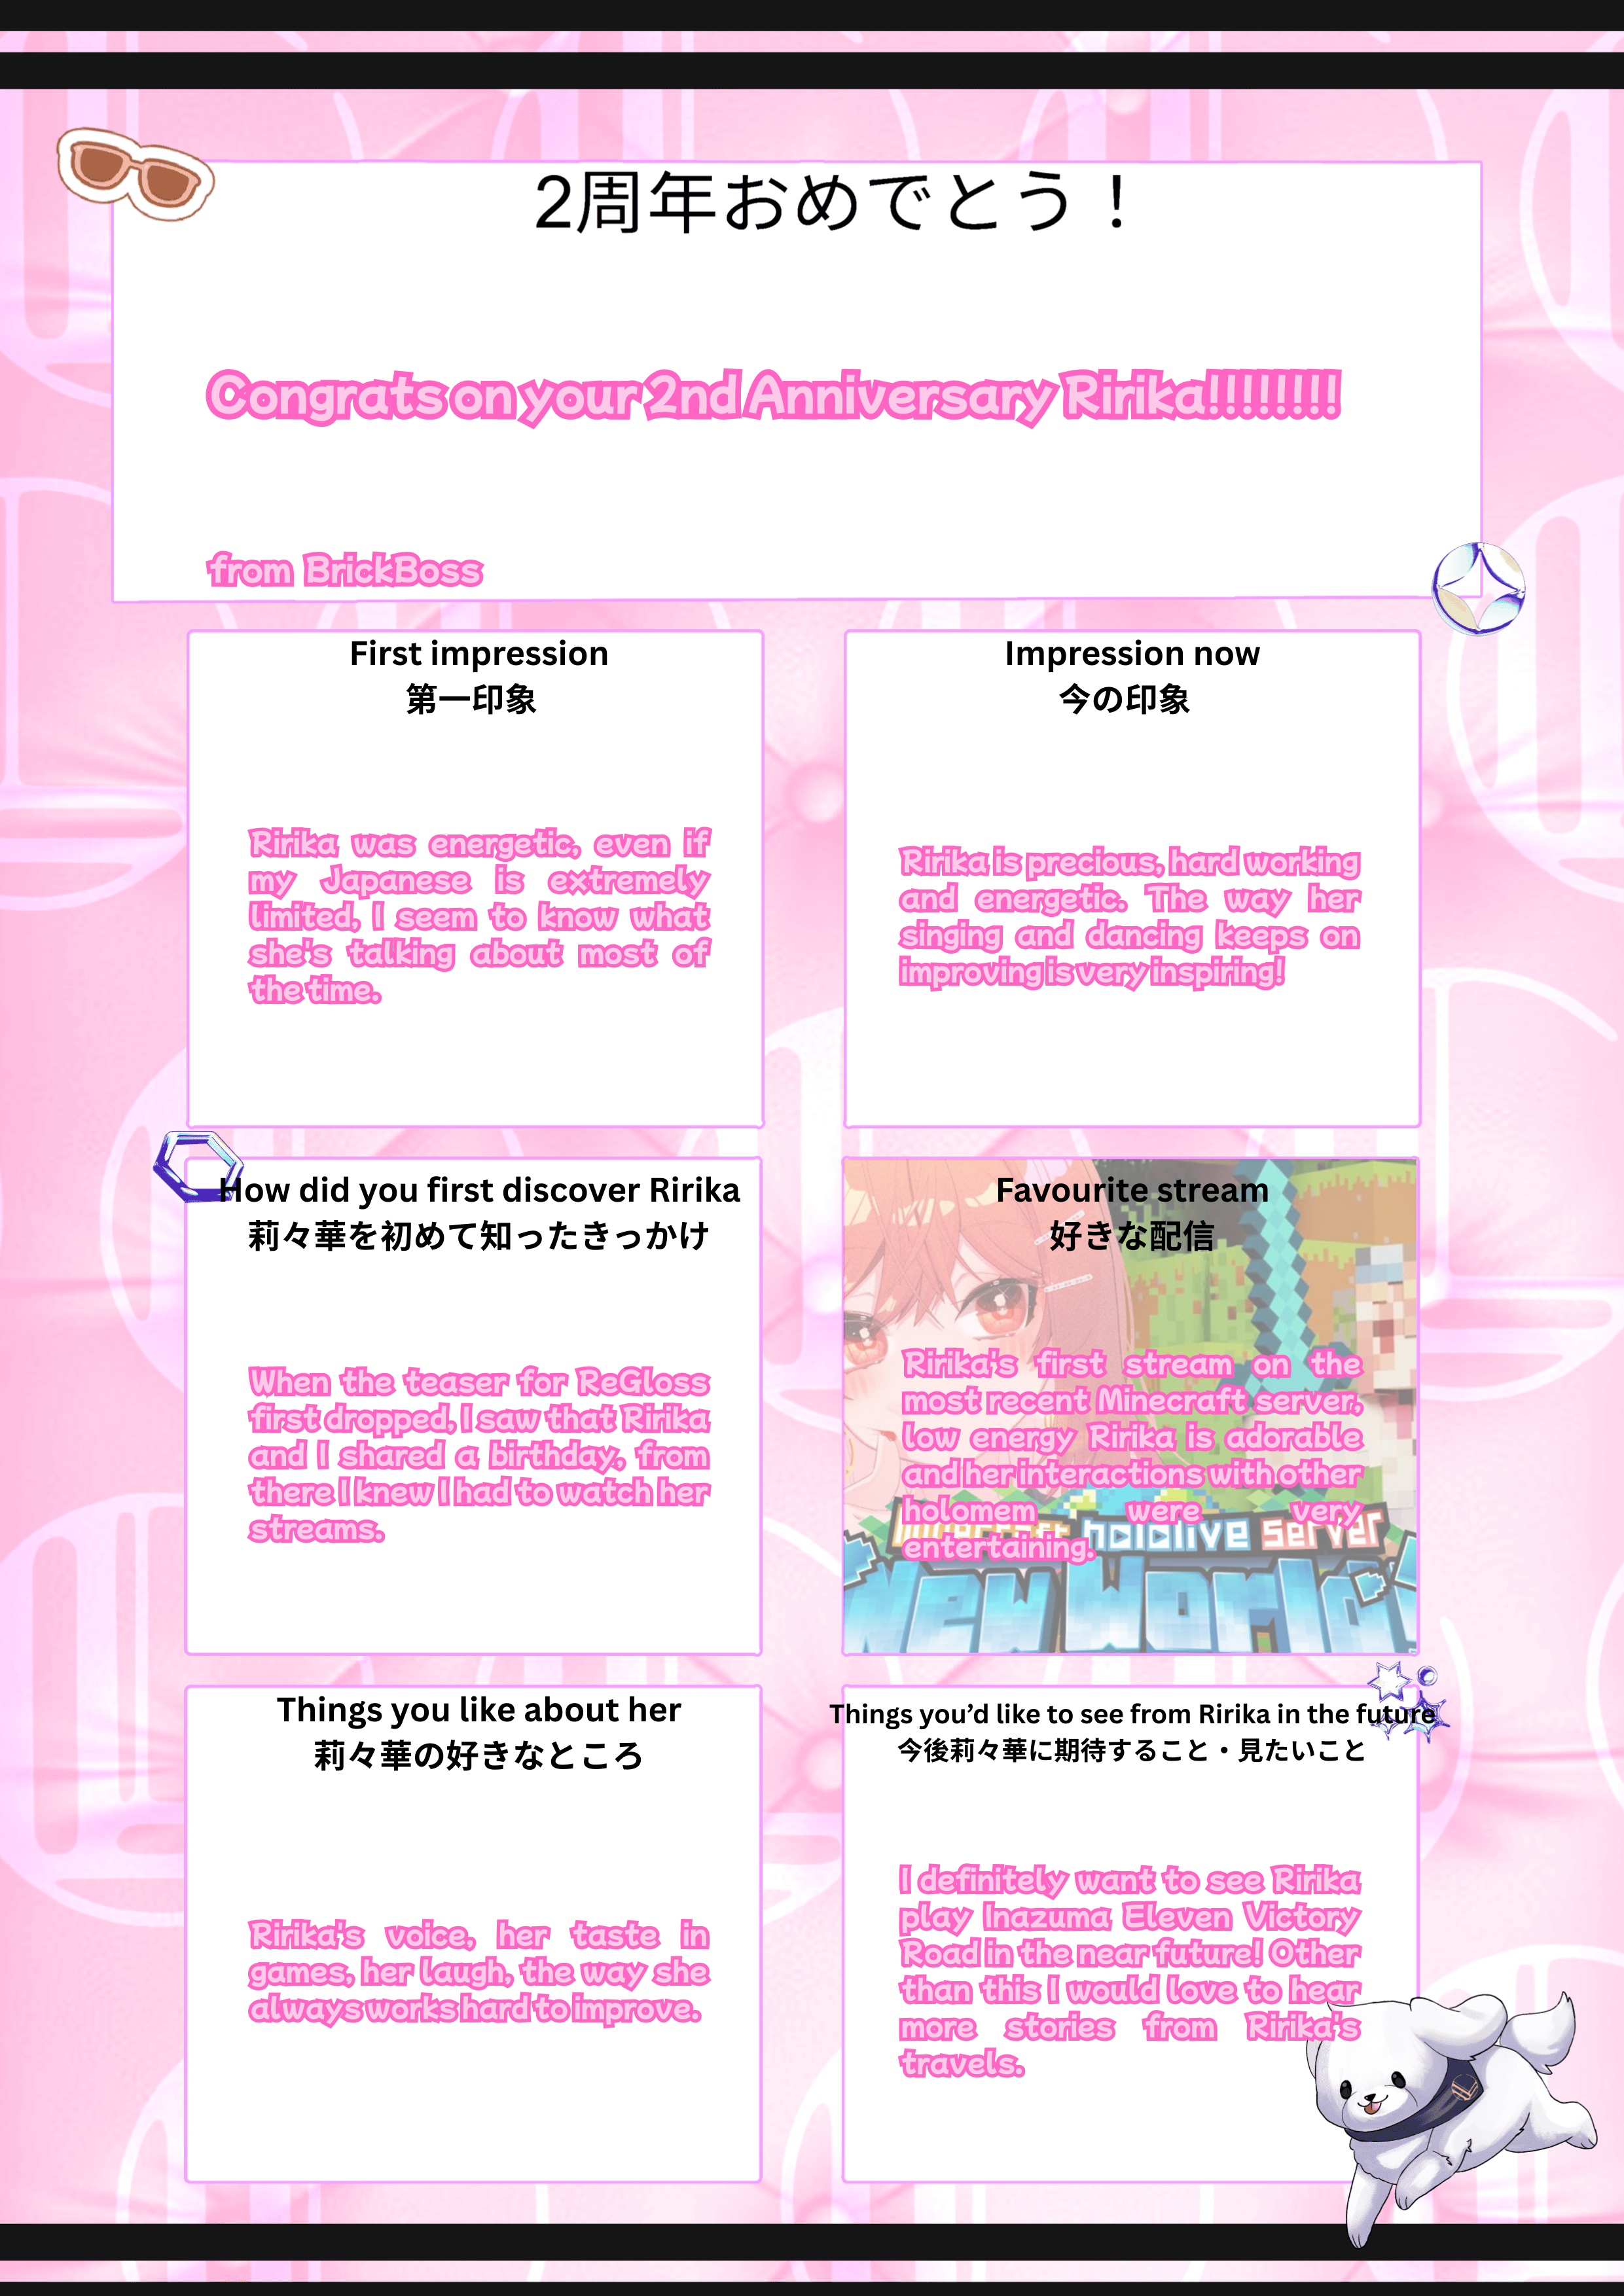 2周年おめでとう！
Congrats on your 2nd Anniversary Ririka!!!!!!!!
from BrickBoss
First impression
第一印象
Ririka was energetic, even if
my Japanese is extremely
limited, I seem to know what
she's talking about most of
the time.
Impression now
今の印象
Ririka is precious, hard working
and energetic. The way her
singing and dancing keeps on
improving is very inspiring!
How did you first discover Ririka
莉々華を初めて知ったきっかけ
When the teaser for ReGloss
first dropped, I saw that Ririka
and I shared a birthday, from
there I knew I had to watch her
streams.
Favourite stream
好きな配信
Ririka's first stream on the
most recent Minecraft server,
low energy Ririka is adorable
and her interactions with other
holomem were very
entertaining.
Minecraft hololive server
New World
Things you like about her
莉々華の好きなところ
Ririka's voice, her taste in
games, her laugh, the way she
always works hard to improve.
Things you’d like to see from Ririka in the future
今後莉々華に期待すること・見たいこと
I definitely want to see Ririka
play Inazuma Eleven Victory
Road in the near future! Other
than this I would love to hear
more stories from Ririka's
travels.